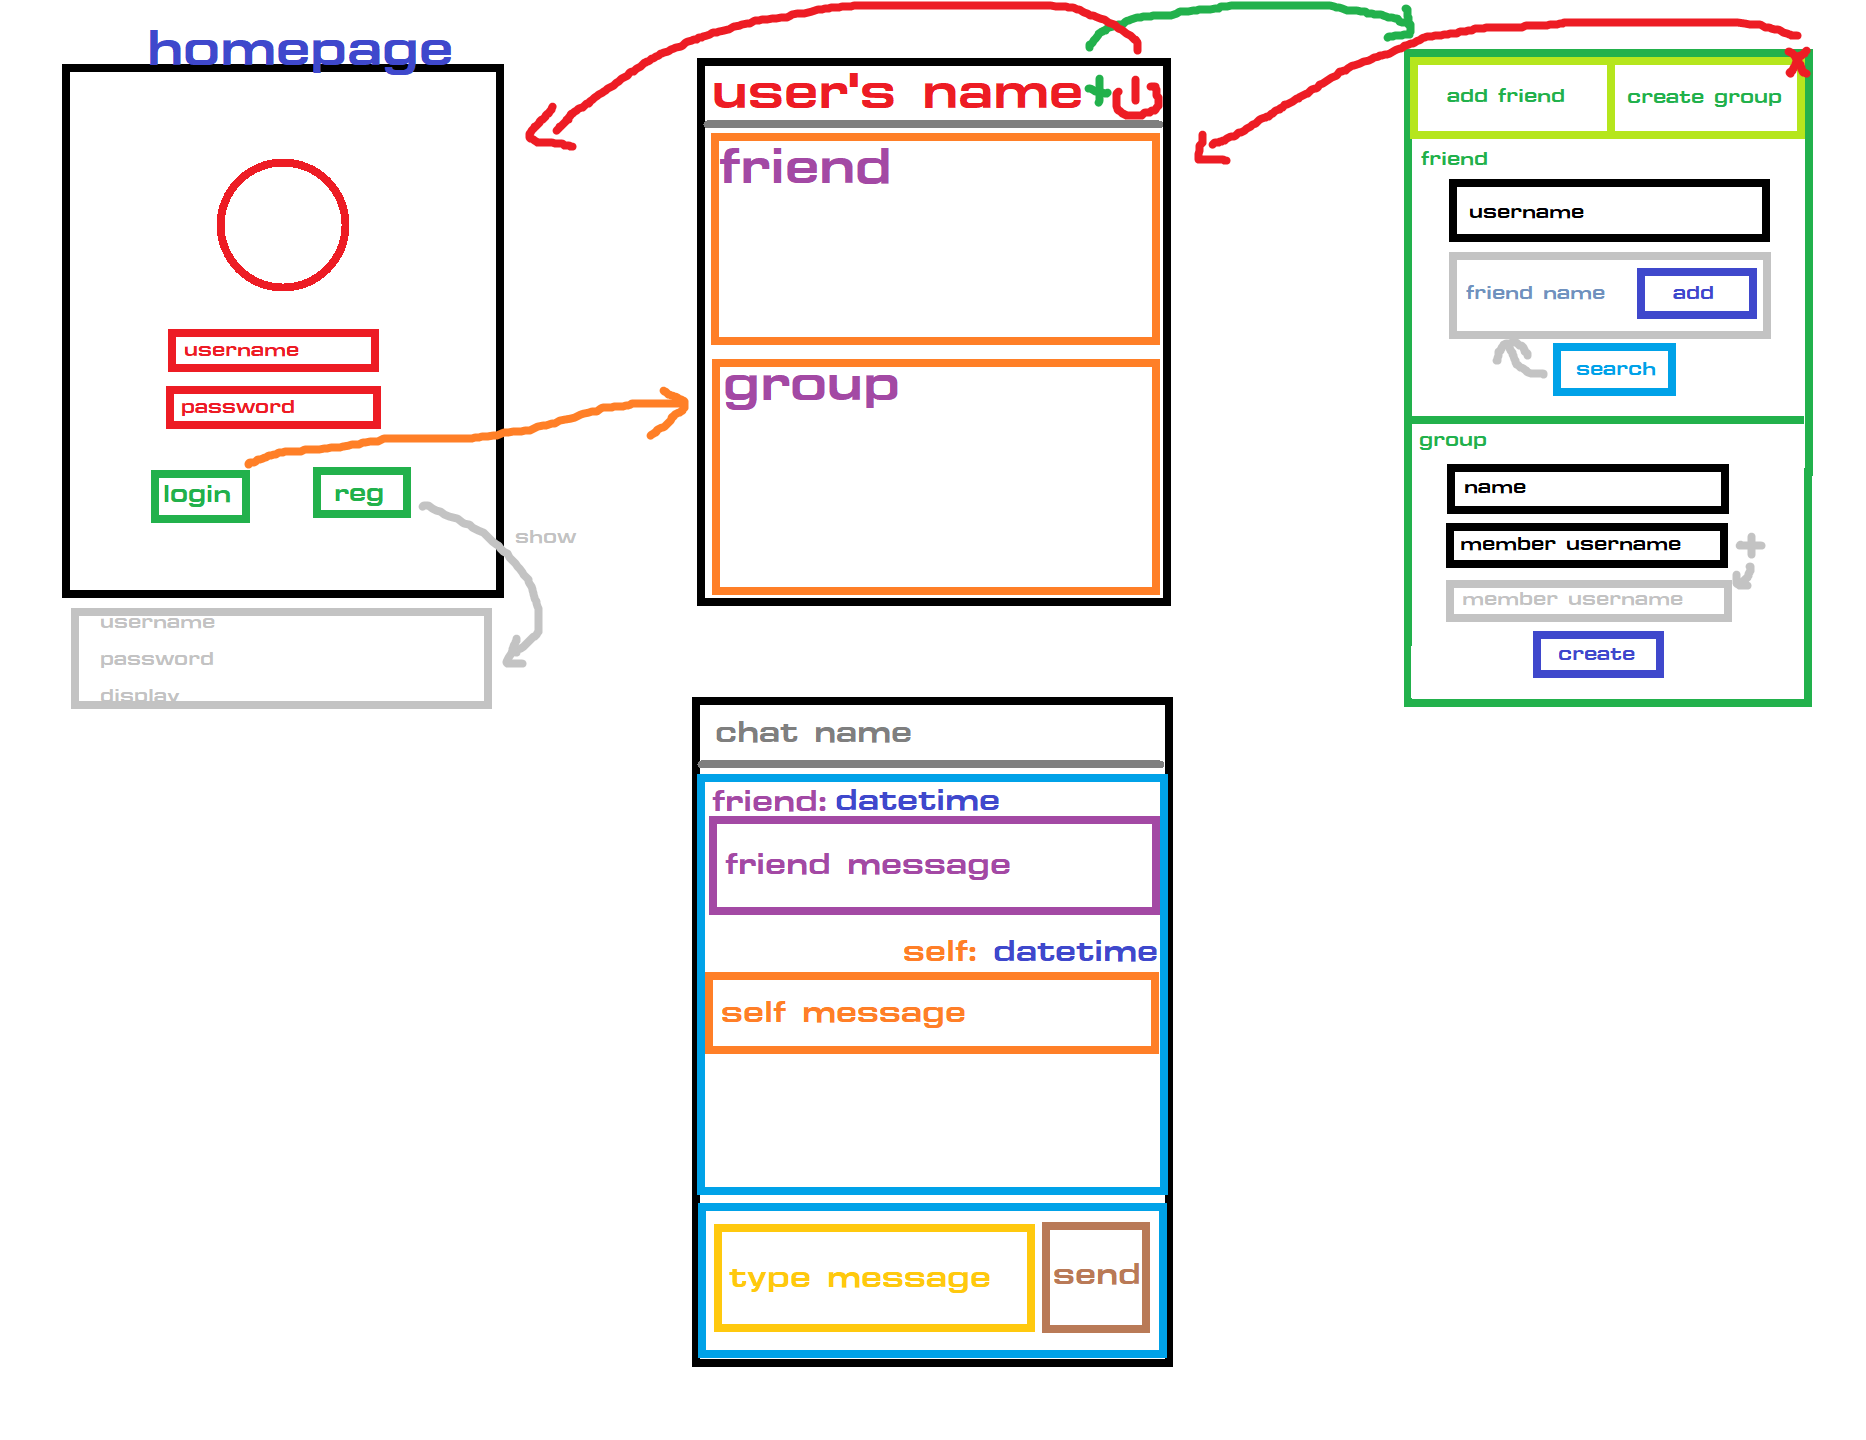 homepage
username
password
login
reg
show
username
password
display
user's name
friend
group
add friend
create group
friend
username
friend name
add
search
group
name
member username
member username
create
chat name
friend: datetime
friend message
self: datetime
self message
type message
send